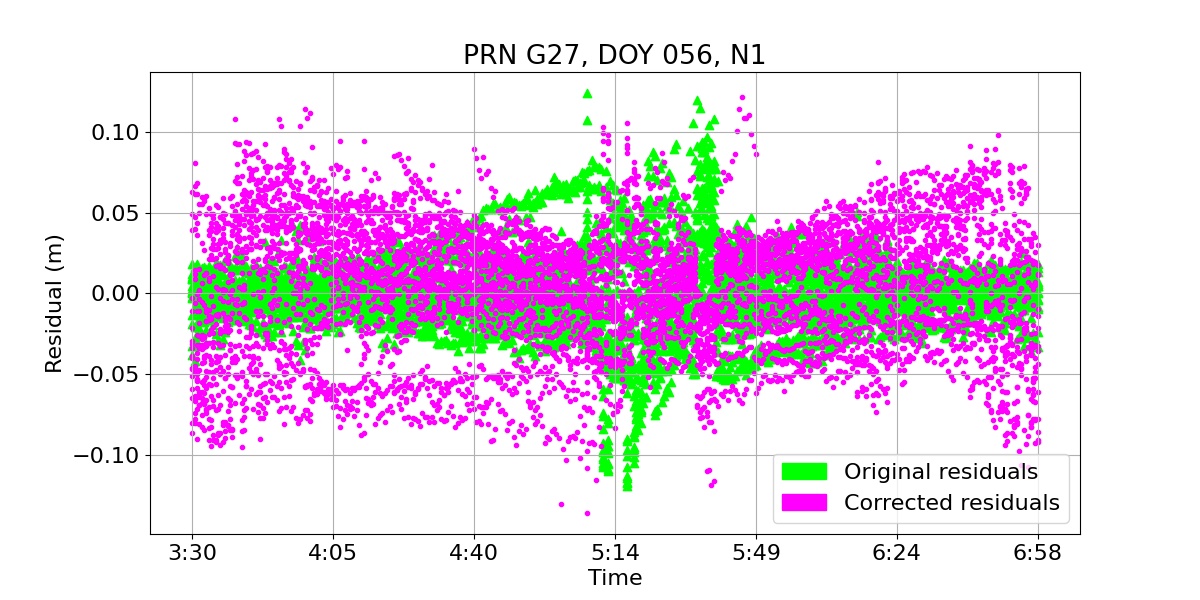 PRN G27, DOY 056, N1
Residual (m)
0.10
0.05
0.00
−0.05
−0.10
Original residuals
Corrected residuals
3:30 4:05 4:40 5:14 5:49 6:24 6:58
Time